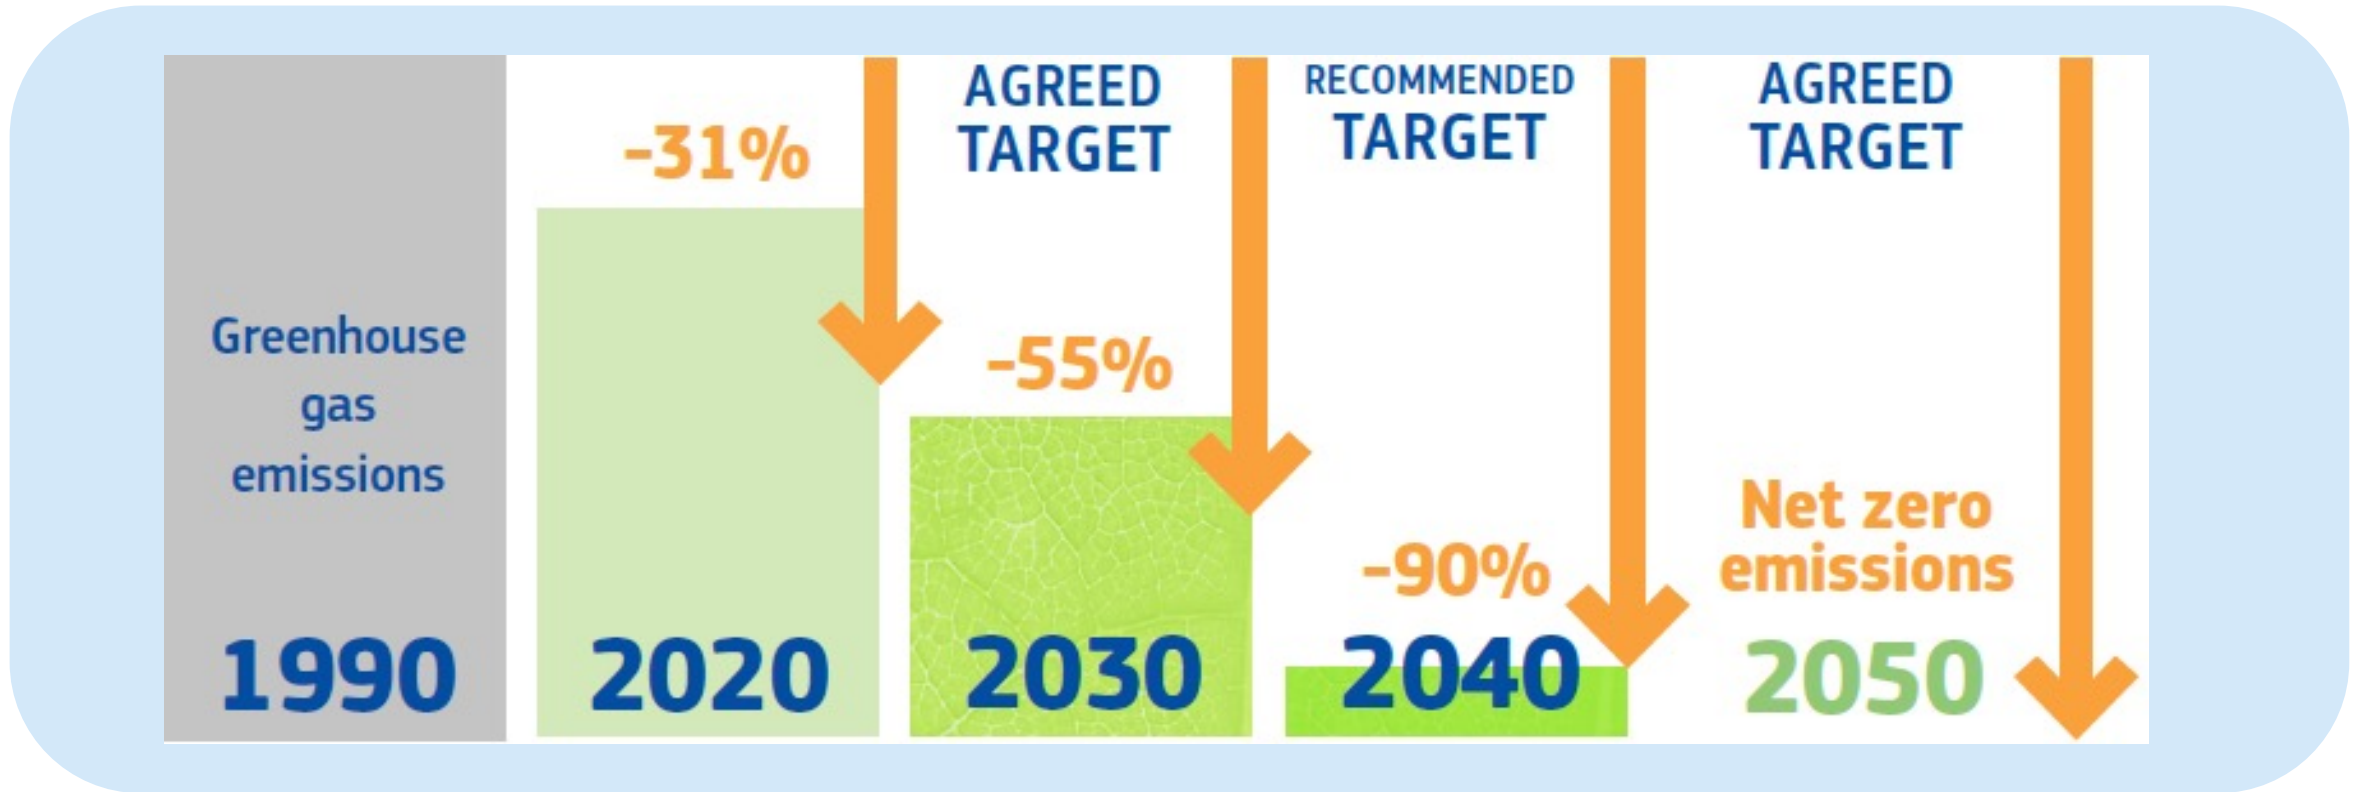 Greenhouse
gas
emissions
1990
-31%
2020
AGREED
TARGET
-55%
2030
RECOMMENDED
TARGET
-90%
2040
AGREED
TARGET
Net zero
emissions
2050